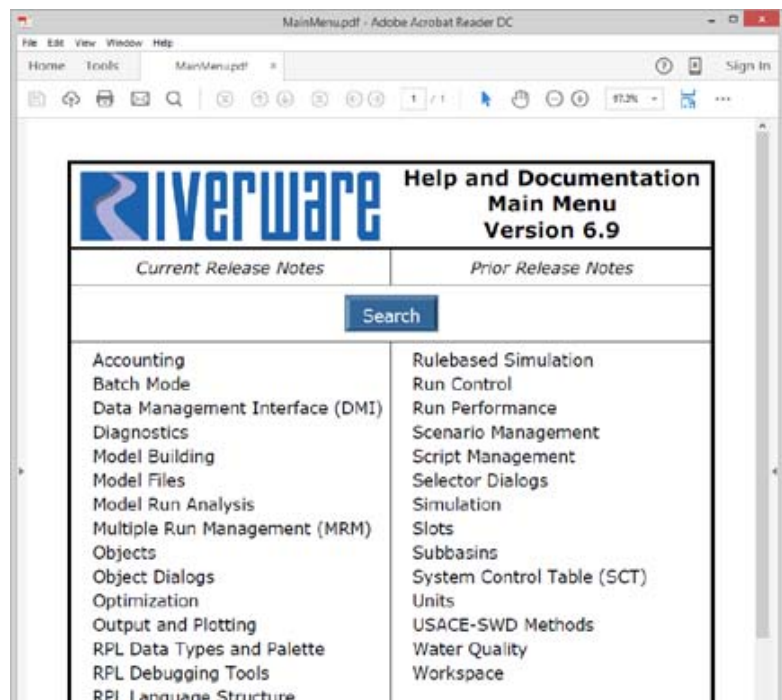 MainMenu.pdf - Adobe Acrobat Reader DC
File Edit View Window Help
Home Tools MainMenu.pdf × Sign In
1 / 1 97.3%
RIVERWARE
Help and Documentation
Main Menu
Version 6.9
Current Release Notes
Prior Release Notes
Search
Accounting
Batch Mode
Data Management Interface (DMI)
Diagnostics
Model Building
Model Files
Model Run Analysis
Multiple Run Management (MRM)
Objects
Object Dialogs
Optimization
Output and Plotting
RPL Data Types and Palette
RPL Debugging Tools
RPL Language Structure
Rulebased Simulation
Run Control
Run Performance
Scenario Management
Script Management
Selector Dialogs
Simulation
Slots
Subbasins
System Control Table (SCT)
Units
USACE-SWD Methods
Water Quality
Workspace